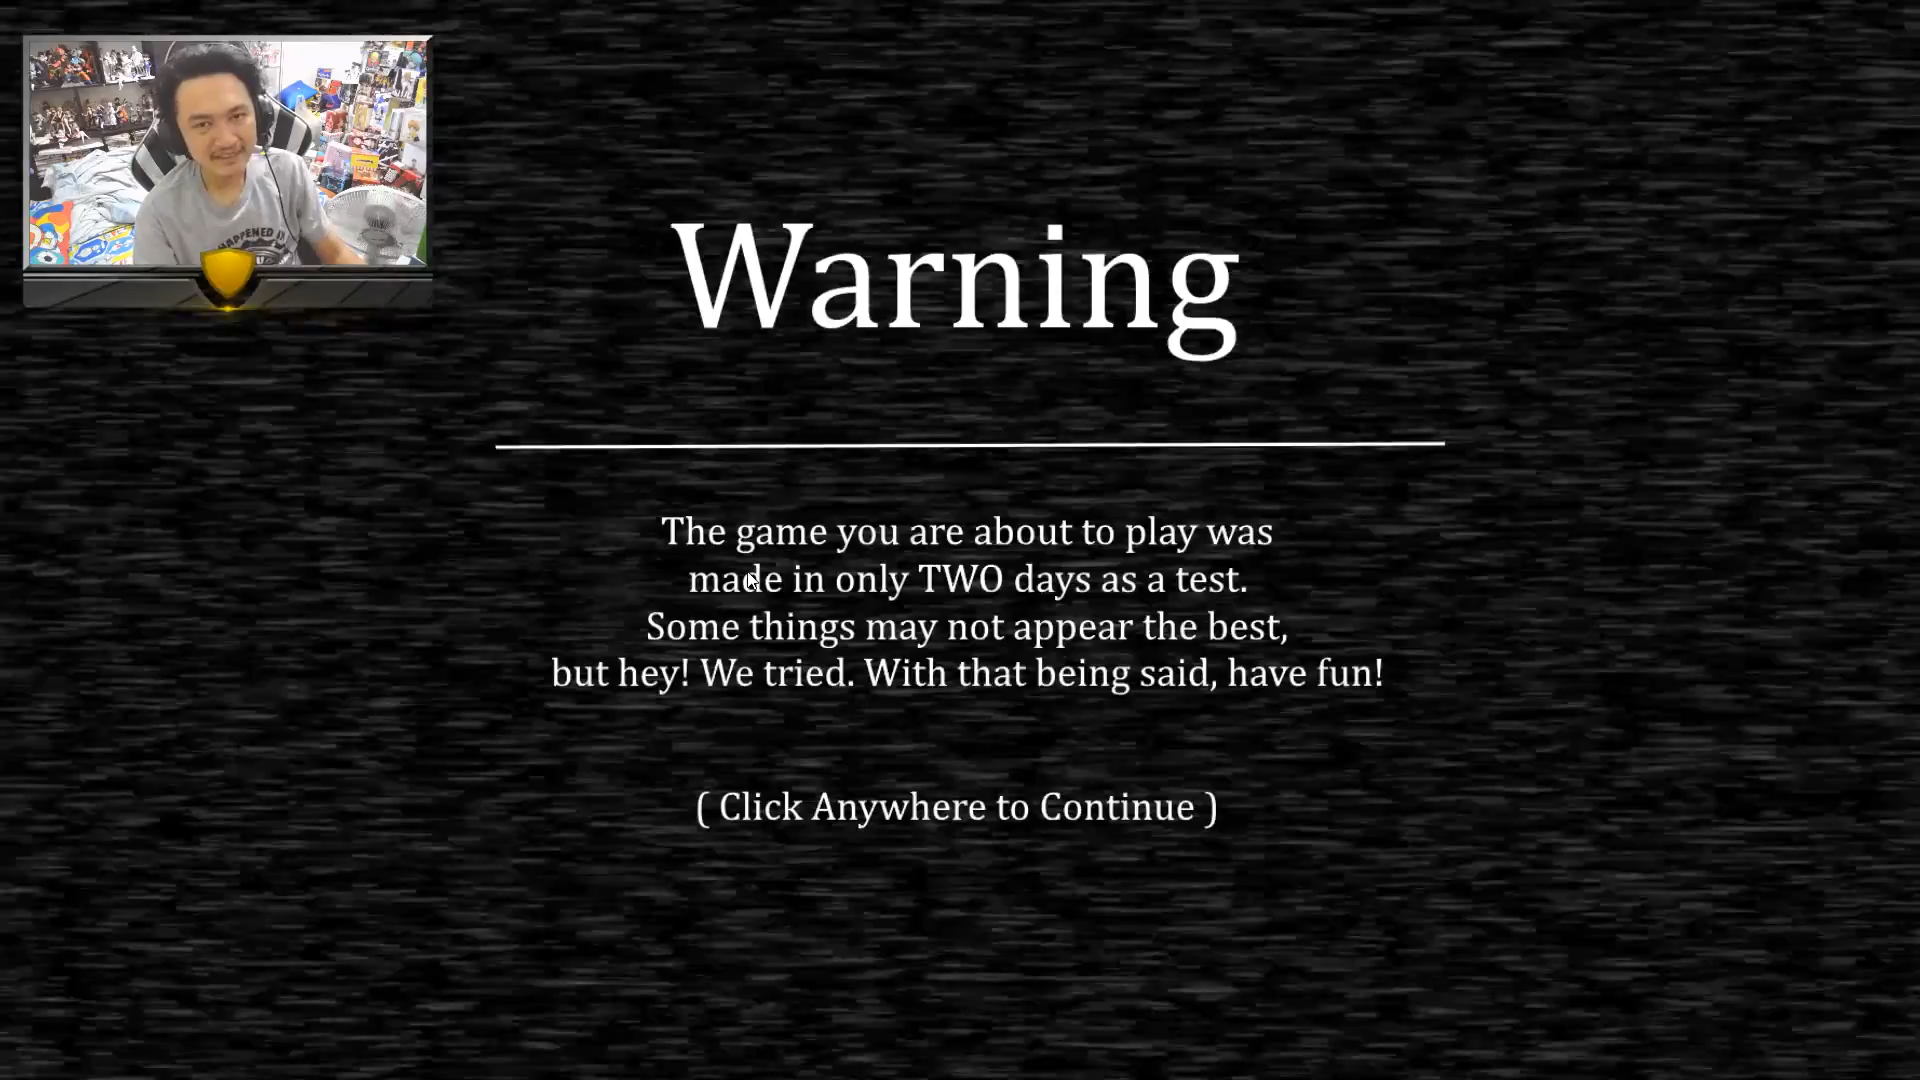 Warning
The game you are about to play was
made in only TWO days as a test.
Some things may not appear the best,
but hey! We tried. With that being said, have fun!
( Click Anywhere to Continue )